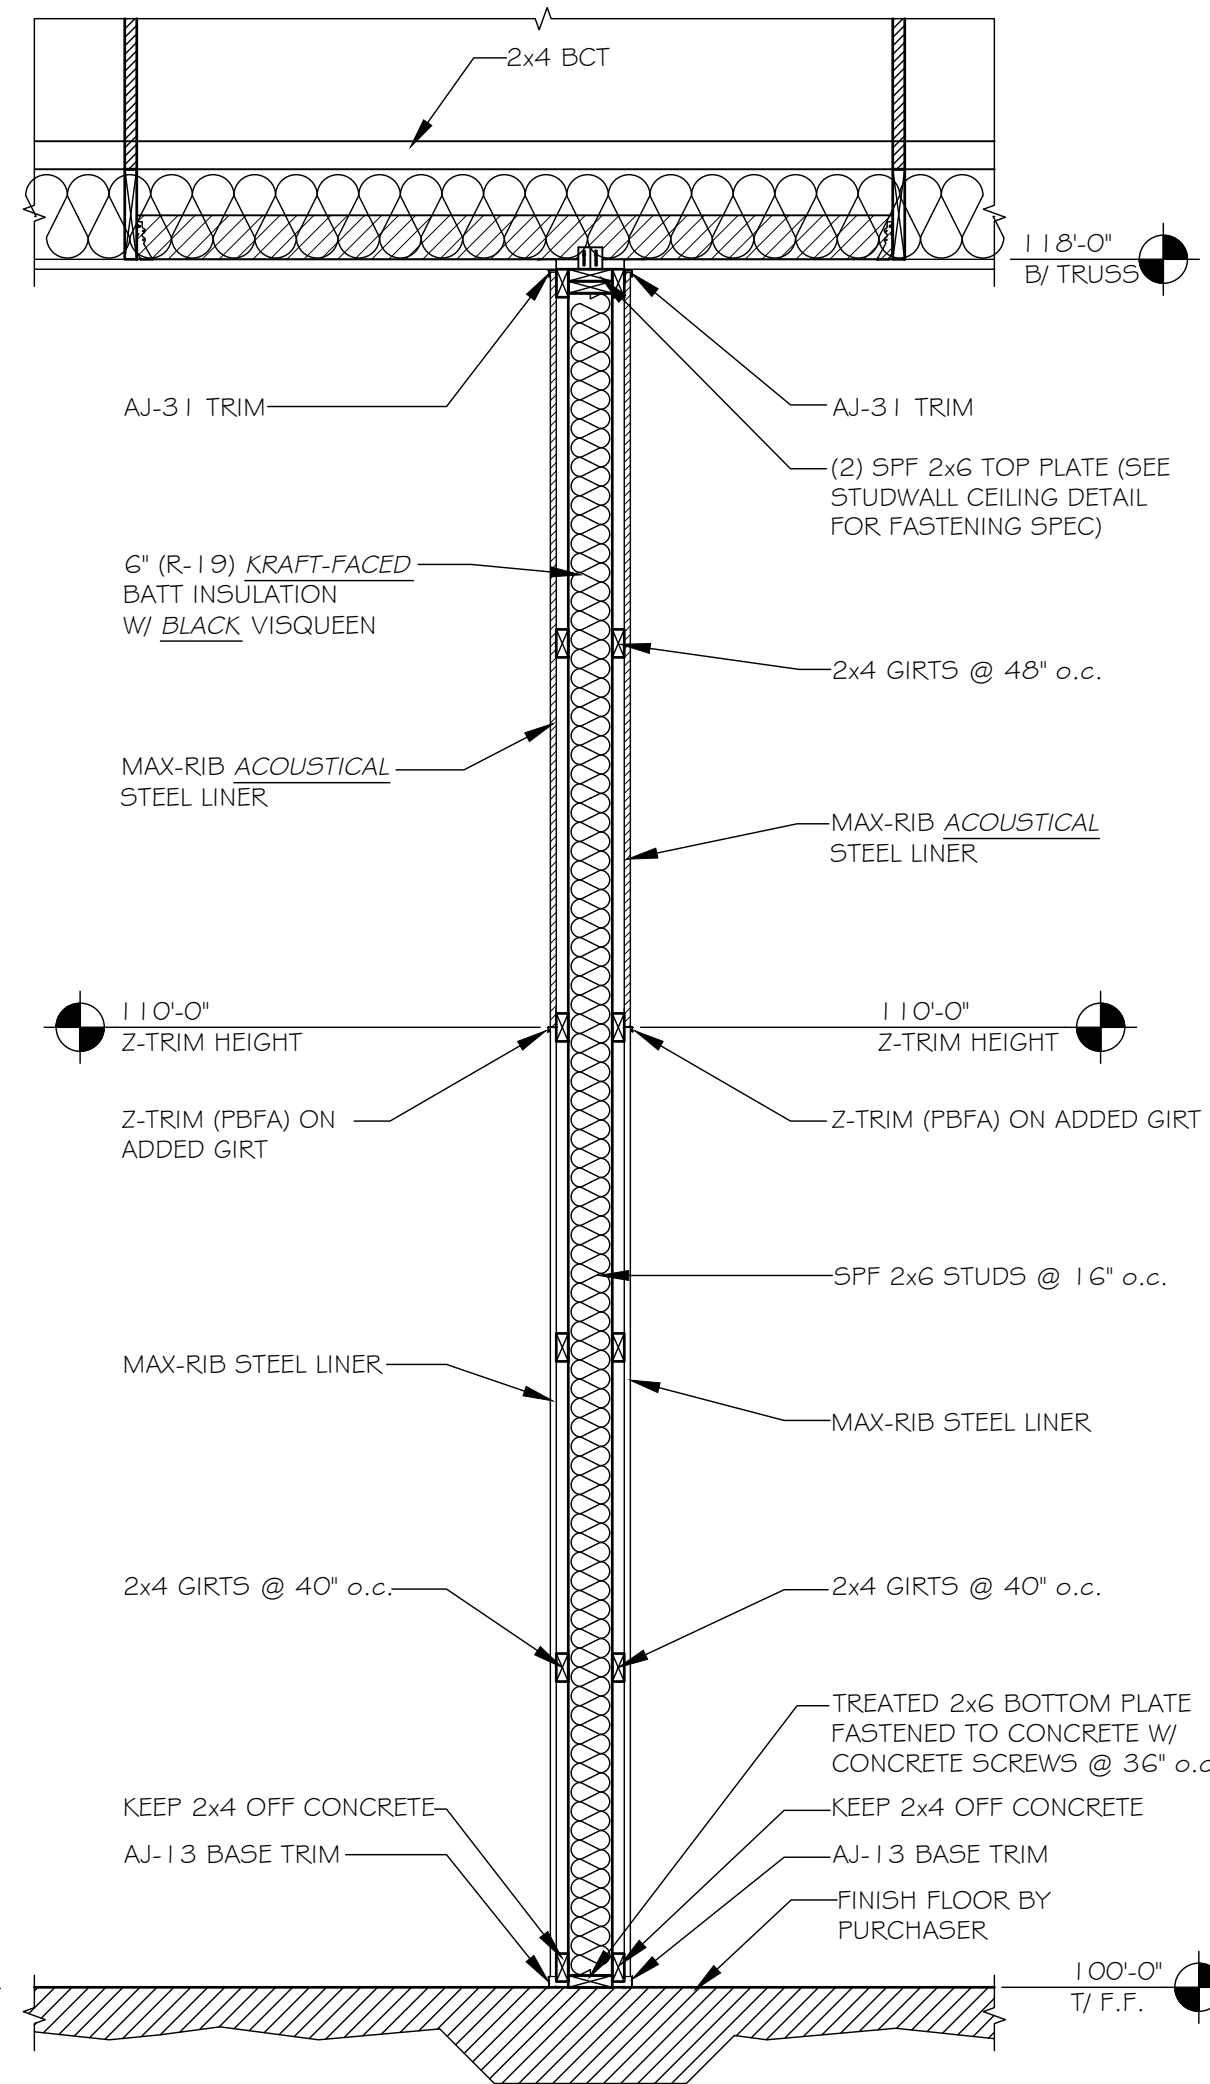 2x4 BCT
118'-0"
B/ TRUSS
AJ-31 TRIM
AJ-31 TRIM
(2) SPF 2x6 TOP PLATE (SEE
STUDWALL CEILING DETAIL
FOR FASTENING SPEC)
6" (R-19) KRAFT-FACED
BATT INSULATION
W/ BLACK VISQUEEN
2x4 GIRTS @ 48" o.c.
MAX-RIB ACOUSTICAL
STEEL LINER
MAX-RIB ACOUSTICAL
STEEL LINER
110'-0"
Z-TRIM HEIGHT
110'-0"
Z-TRIM HEIGHT
Z-TRIM (PBFA) ON
ADDED GIRT
Z-TRIM (PBFA) ON ADDED GIRT
SPF 2x6 STUDS @ 16" o.c.
MAX-RIB STEEL LINER
MAX-RIB STEEL LINER
2x4 GIRTS @ 40" o.c.
2x4 GIRTS @ 40" o.c.
TREATED 2x6 BOTTOM PLATE
FASTENED TO CONCRETE W/
CONCRETE SCREWS @ 36" o.c
KEEP 2x4 OFF CONCRETE
KEEP 2x4 OFF CONCRETE
AJ-13 BASE TRIM
AJ-13 BASE TRIM
FINISH FLOOR BY
PURCHASER
100'-0"
T/ F.F.